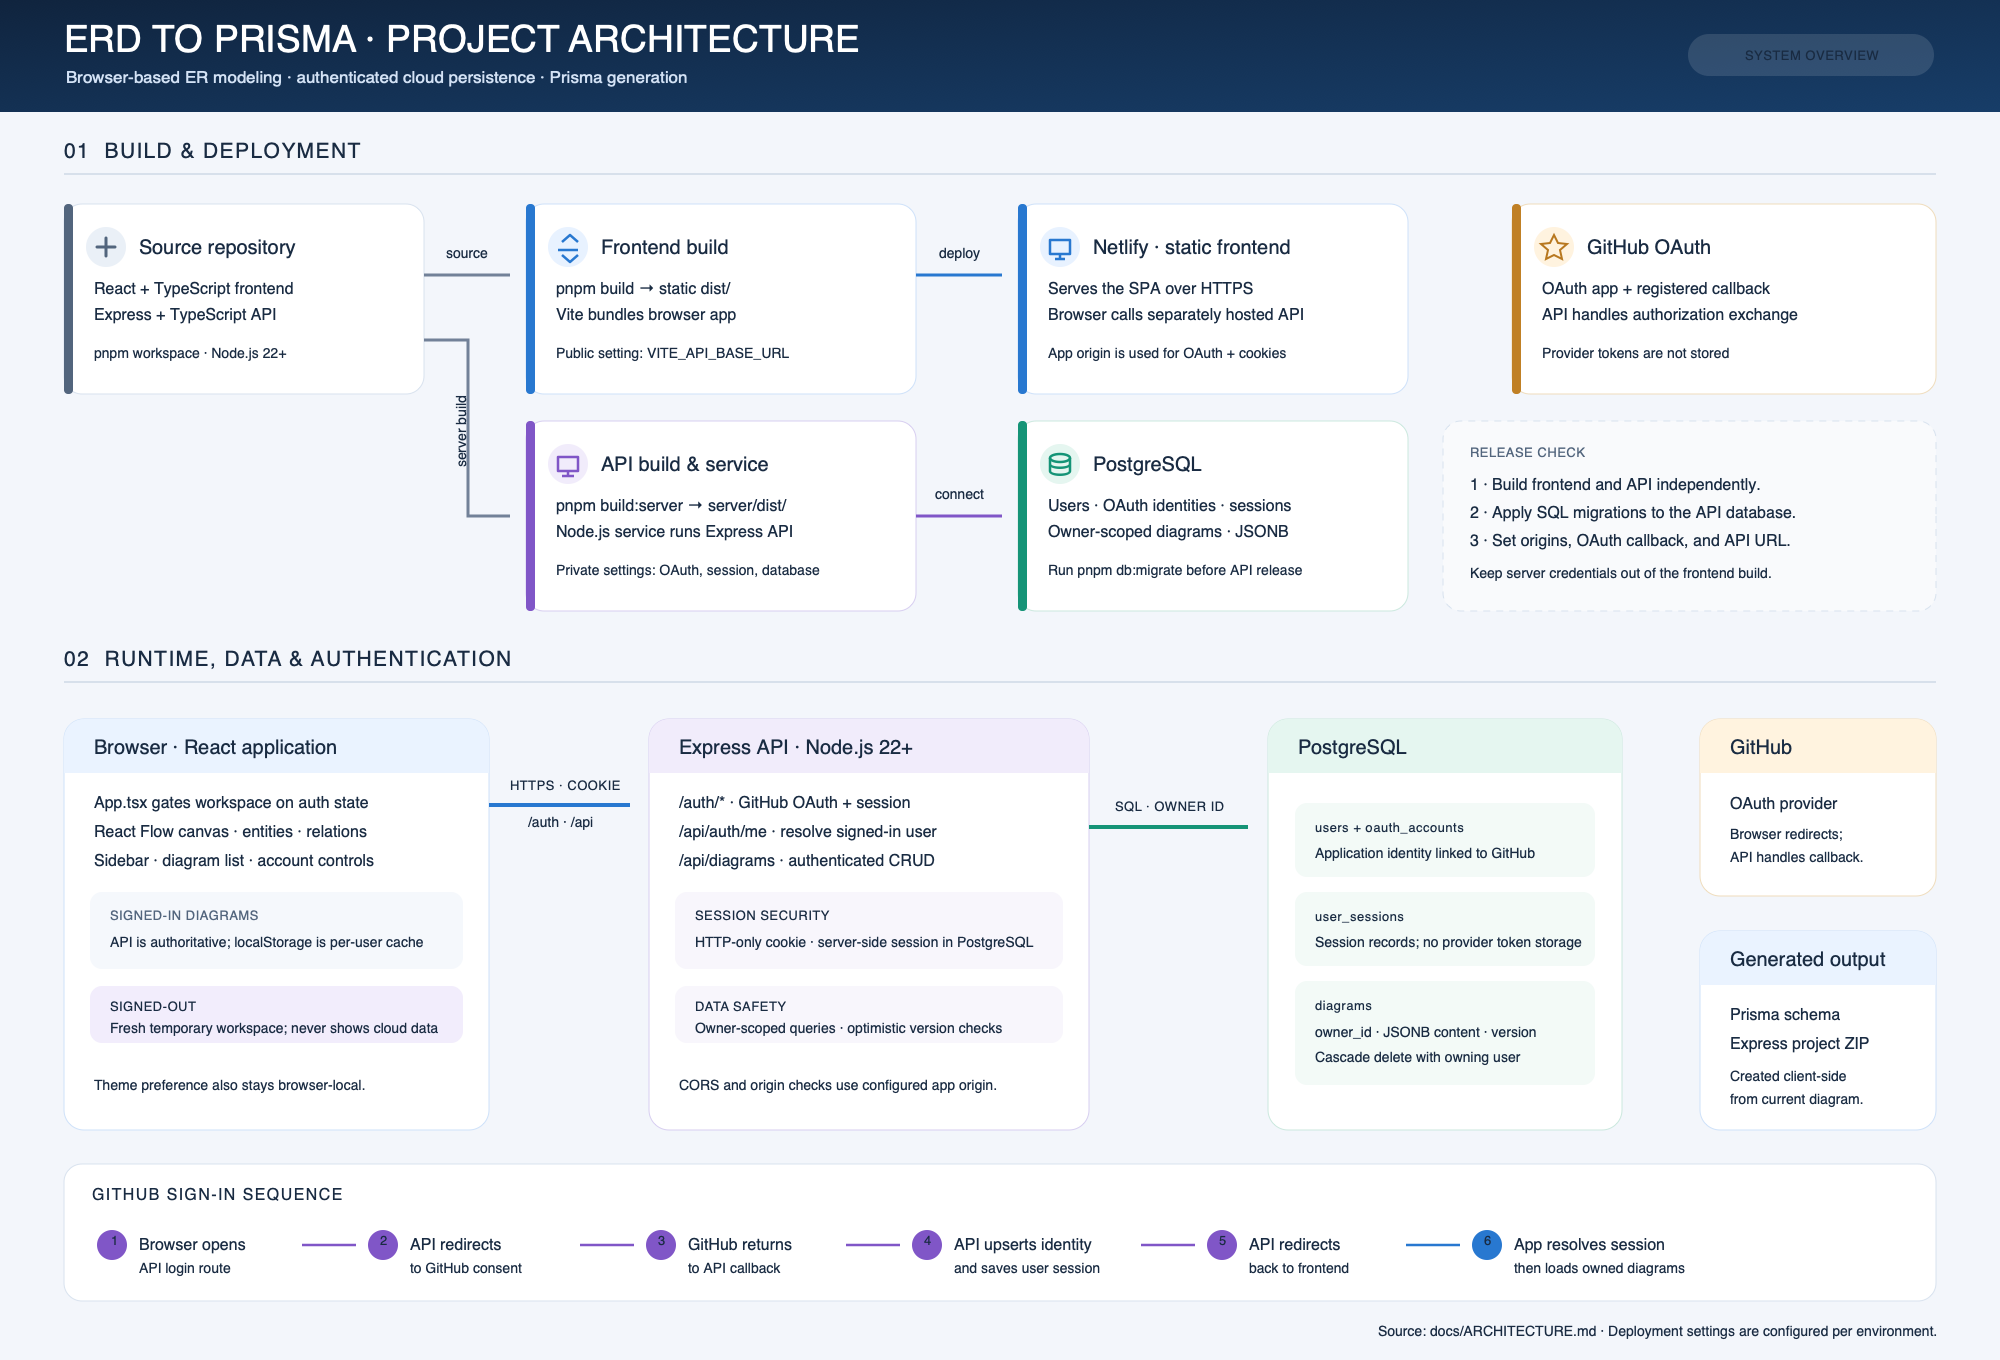 ERD TO PRISMA · PROJECT ARCHITECTURE
Browser-based ER modeling · authenticated cloud persistence · Prisma generation
SYSTEM OVERVIEW
01 BUILD & DEPLOYMENT
Source repository
React + TypeScript frontend
Express + TypeScript API
pnpm workspace · Node.js 22+
source
server build
Frontend build
pnpm build → static dist/
Vite bundles browser app
Public setting: VITE_API_BASE_URL
deploy
Netlify · static frontend
Serves the SPA over HTTPS
Browser calls separately hosted API
App origin is used for OAuth + cookies
GitHub OAuth
OAuth app + registered callback
API handles authorization exchange
Provider tokens are not stored
API build & service
pnpm build:server → server/dist/
Node.js service runs Express API
Private settings: OAuth, session, database
connect
PostgreSQL
Users · OAuth identities · sessions
Owner-scoped diagrams · JSONB
Run pnpm db:migrate before API release
RELEASE CHECK
1 · Build frontend and API independently.
2 · Apply SQL migrations to the API database.
3 · Set origins, OAuth callback, and API URL.
Keep server credentials out of the frontend build.
02 RUNTIME, DATA & AUTHENTICATION
Browser · React application
App.tsx gates workspace on auth state
React Flow canvas · entities · relations
Sidebar · diagram list · account controls
SIGNED-IN DIAGRAMS
API is authoritative; localStorage is per-user cache
SIGNED-OUT
Fresh temporary workspace; never shows cloud data
Theme preference also stays browser-local.
HTTPS · COOKIE
/auth · /api
Express API · Node.js 22+
/auth/* · GitHub OAuth + session
/api/auth/me · resolve signed-in user
/api/diagrams · authenticated CRUD
SESSION SECURITY
HTTP-only cookie · server-side session in PostgreSQL
DATA SAFETY
Owner-scoped queries · optimistic version checks
CORS and origin checks use configured app origin.
SQL · OWNER ID
PostgreSQL
users + oauth_accounts
Application identity linked to GitHub
user_sessions
Session records; no provider token storage
diagrams
owner_id · JSONB content · version
Cascade delete with owning user
GitHub
OAuth provider
Browser redirects;
API handles callback.
Generated output
Prisma schema
Express project ZIP
Created client-side
from current diagram.
GITHUB SIGN-IN SEQUENCE
1 Browser opens
API login route
2 API redirects
to GitHub consent
3 GitHub returns
to API callback
4 API upserts identity
and saves user session
5 API redirects
back to frontend
6 App resolves session
then loads owned diagrams
Source: docs/ARCHITECTURE.md · Deployment settings are configured per environment.